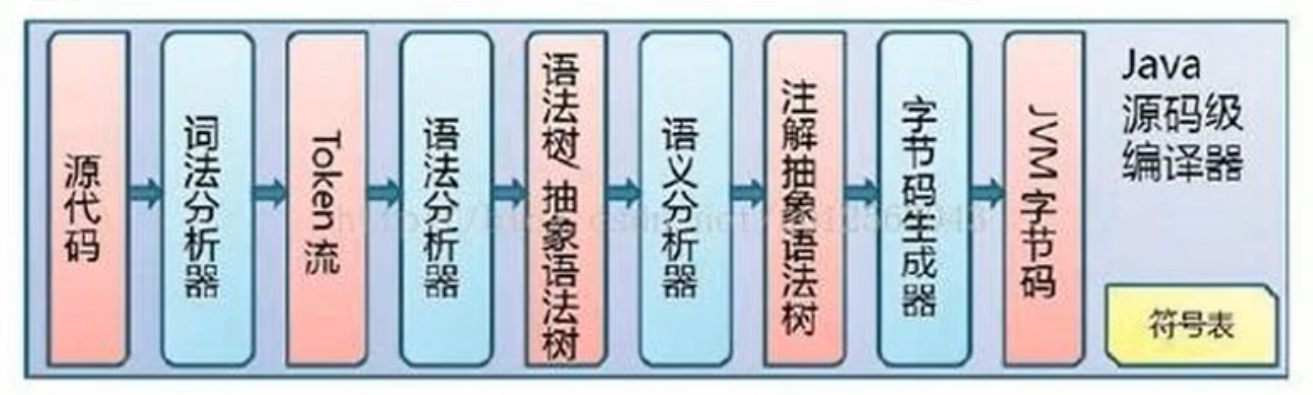 源代码
词法分析器
Token流
语法分析器
语法树/抽象语法树
语义分析器
注解抽象语法树
字节码生成器
JVM字节码
Java
源码级
编译器
符号表